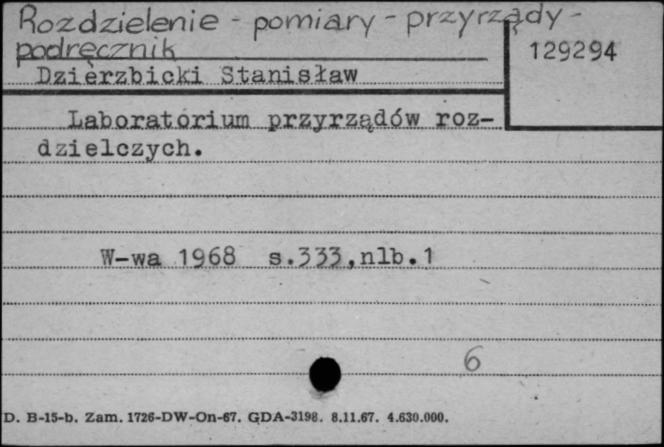 Rozdzielenie - pomiary - przyrządy -
podręcznik
129294
Dzierzbicki Stanisław
Laboratorium przyrządów roz-
dzielczych.
W-wa 1968 s.333,nlb.1
6
D. B-15-b. Zam. 1726-DW-On-67. GDA-3198. 8.11.67. 4.630.000.